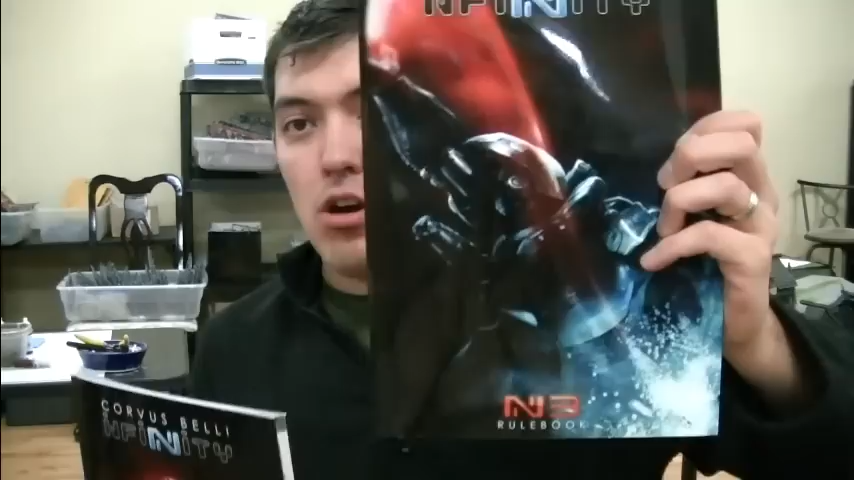 INFINITY
N3
RULEBOOK
CORVUS BELLI
INFINITY